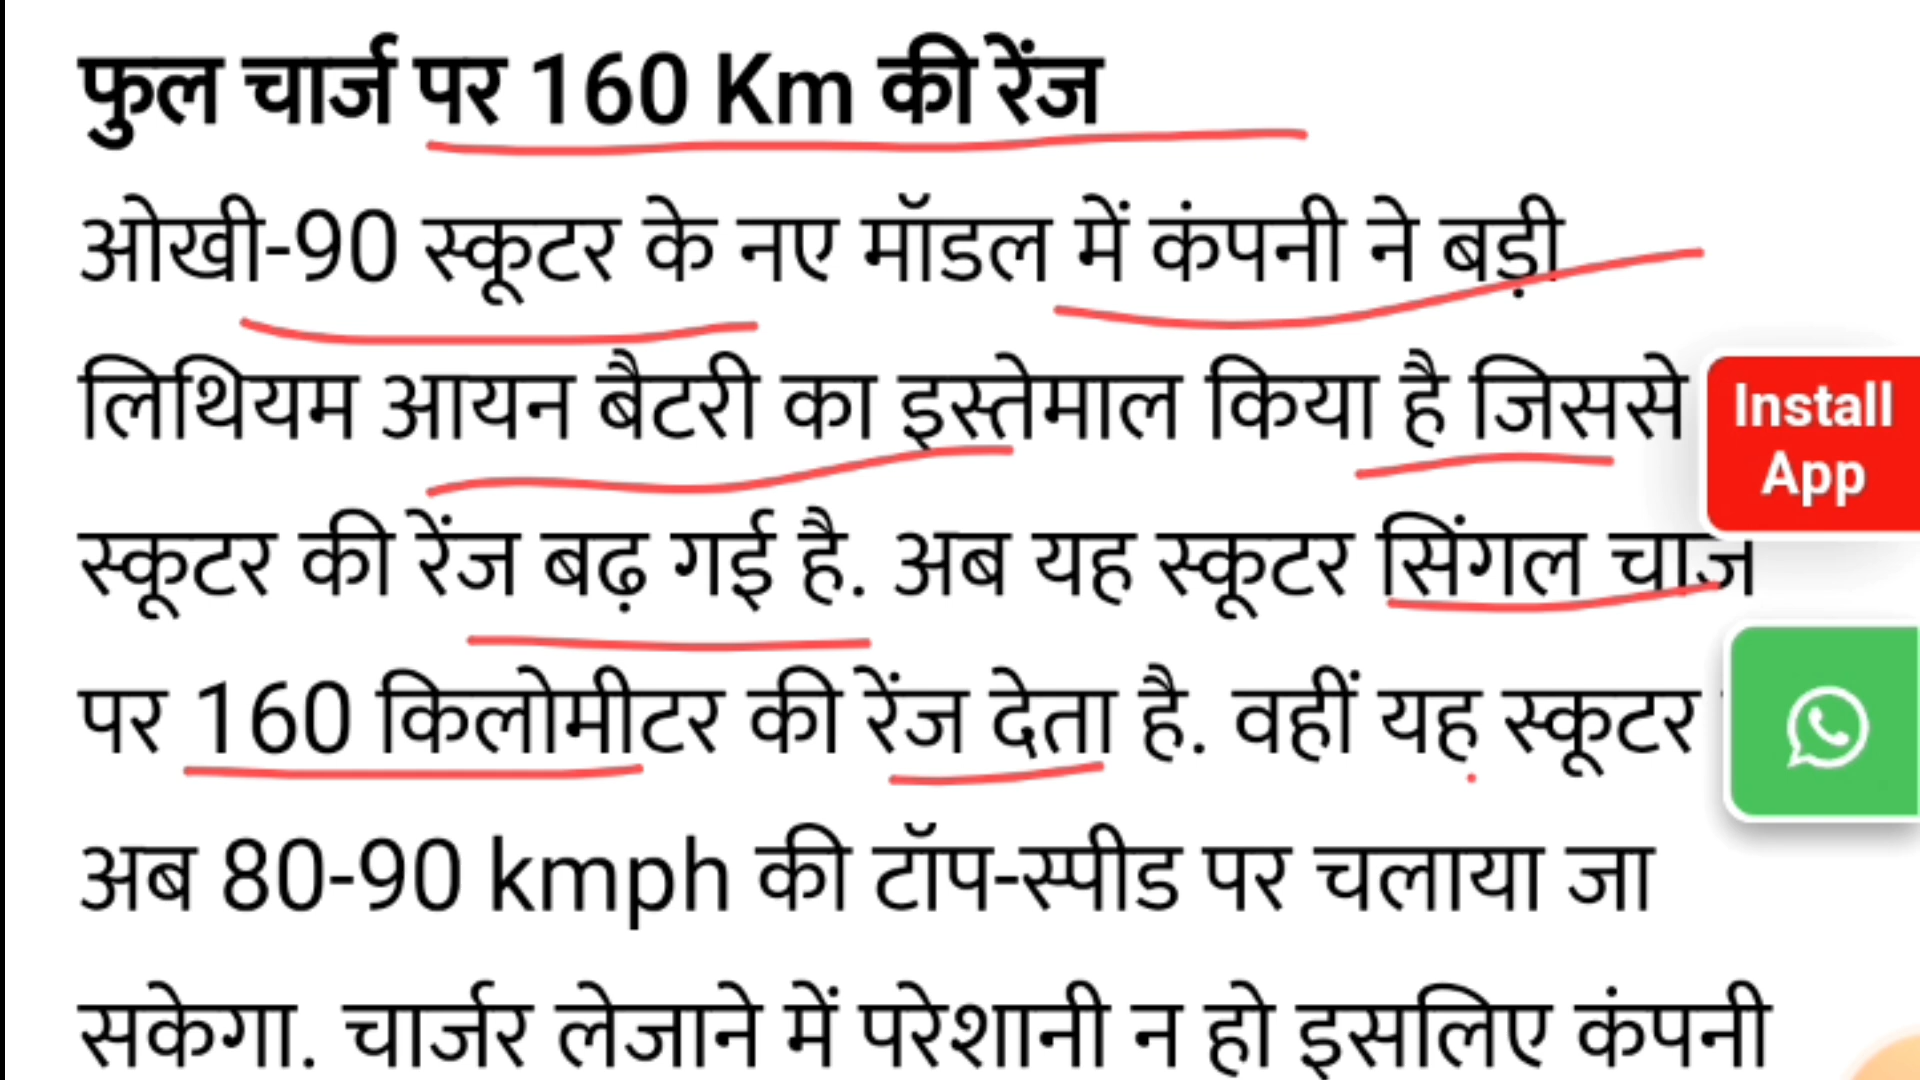 फुल चार्ज पर 160 Km की रेंज
ओखी-90 स्कूटर के नए मॉडल में कंपनी ने बड़ी
लिथियम आयन बैटरी का इस्तेमाल किया है जिससे
Install
App
स्कूटर की रेंज बढ़ गई है. अब यह स्कूटर सिंगल चार्ज
पर 160 किलोमीटर की रेंज देता है. वहीं यह स्कूटर
अब 80-90 kmph की टॉप-स्पीड पर चलाया जा
सकेगा. चार्जर लेजाने में परेशानी न हो इसलिए कंपनी